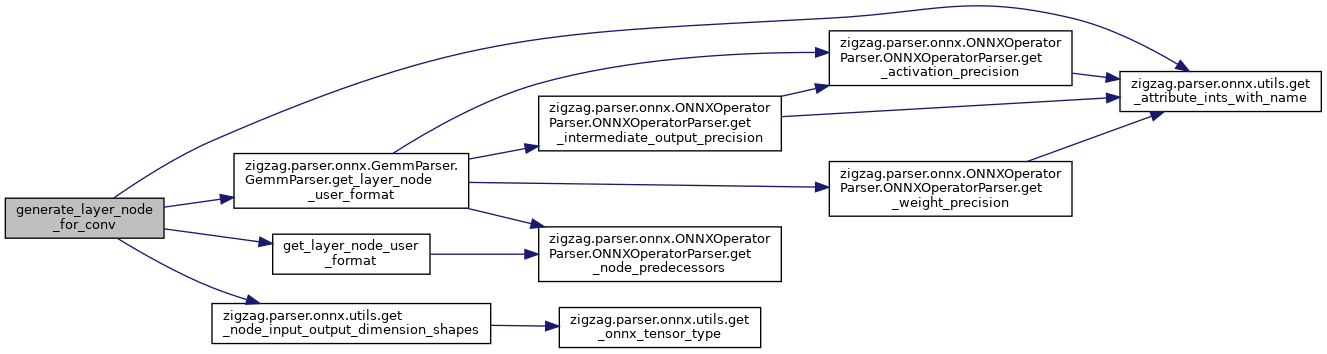 generate_layer_node
_for_conv
zigzag.parser.onnx.GemmParser.
GemmParser.get_layer_node
_user_format
get_layer_node_user
_format
zigzag.parser.onnx.utils.get
_node_input_output_dimension_shapes
zigzag.parser.onnx.ONNXOperator
Parser.ONNXOperatorParser.get
_intermediate_output_precision
zigzag.parser.onnx.ONNXOperator
Parser.ONNXOperatorParser.get
_node_predecessors
zigzag.parser.onnx.utils.get
_onnx_tensor_type
zigzag.parser.onnx.ONNXOperator
Parser.ONNXOperatorParser.get
_activation_precision
zigzag.parser.onnx.ONNXOperator
Parser.ONNXOperatorParser.get
_weight_precision
zigzag.parser.onnx.utils.get
_attribute_ints_with_name